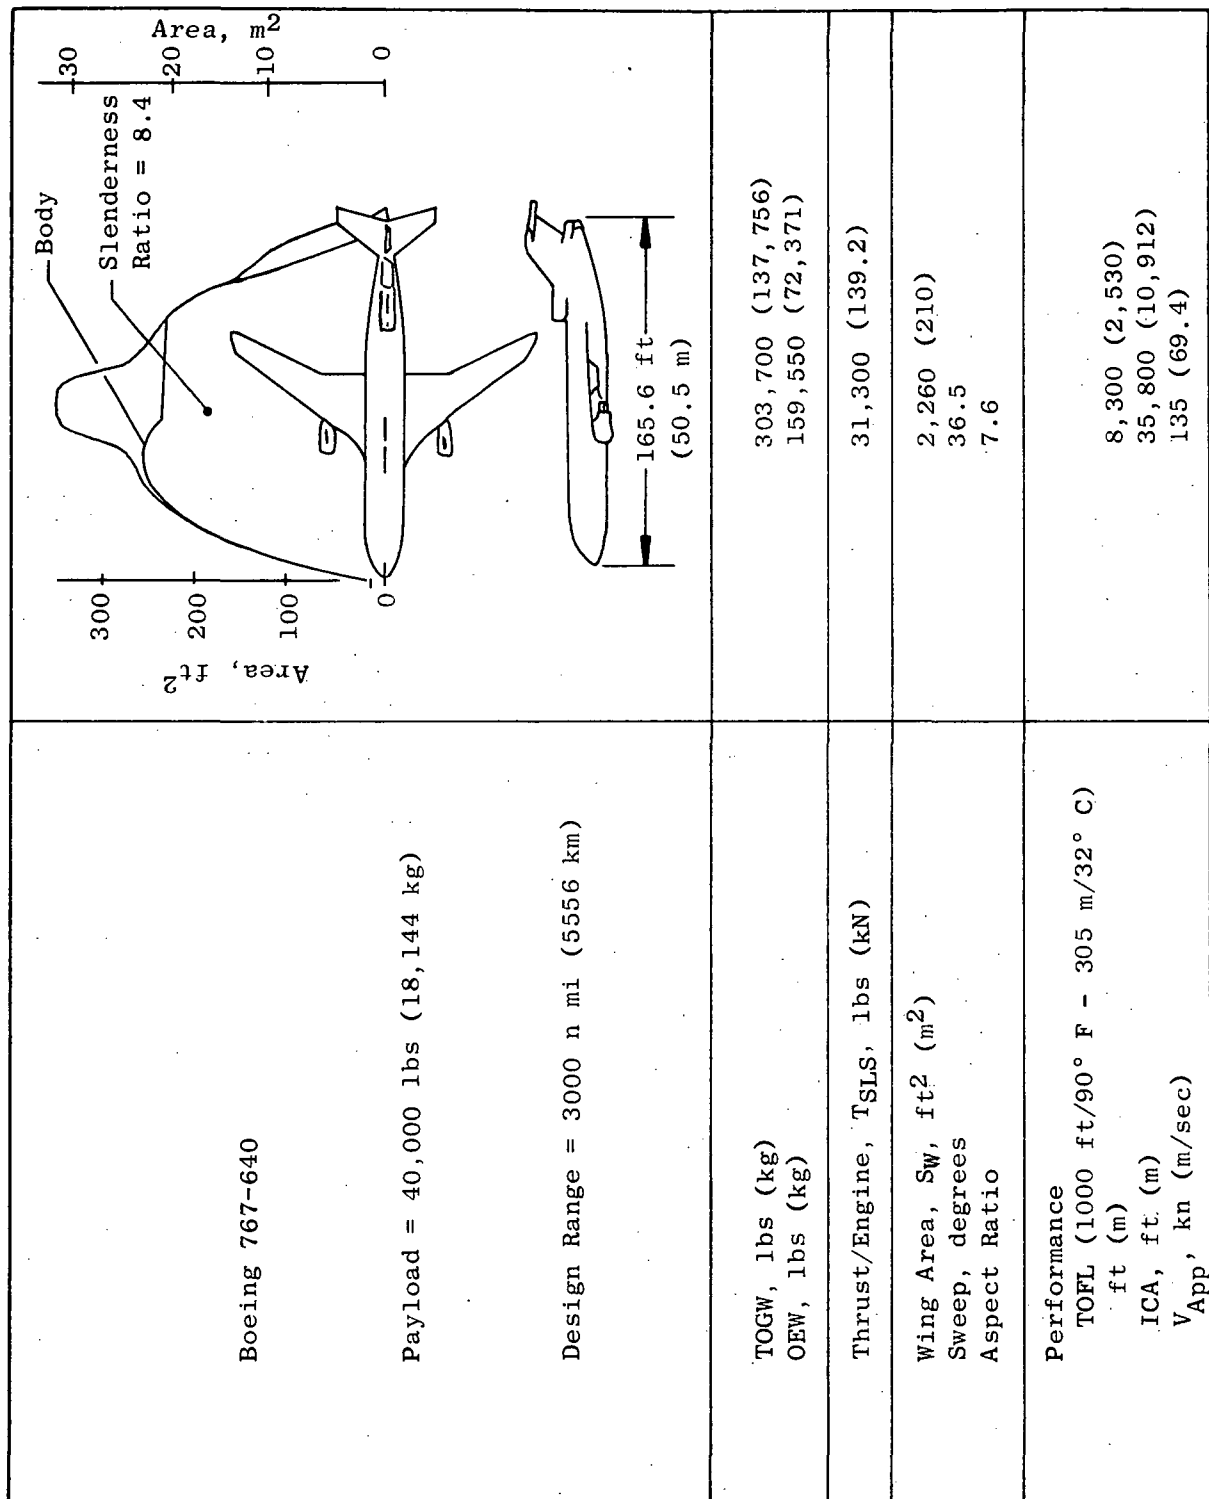 Boeing 767-640
Payload = 40,000 lbs (18,144 kg)
Design Range = 3000 n mi (5556 km)
Area, ft2
300
200
100
0
Body
Slenderness
Ratio = 8.4
Area, m2
30
20
10
0
165.6 ft
(50.5 m)
TOGW, lbs (kg) 303,700 (137,756)
OEW, lbs (kg) 159,550 (72,371)
Thrust/Engine, TSLS, lbs (kN) 31,300 (139.2)
Wing Area, SW, ft2 (m2) 2,260 (210)
Sweep, degrees 36.5
Aspect Ratio 7.6
Performance
TOFL (1000 ft/90° F - 305 m/32° C)
ft (m) 8,300 (2,530)
ICA, ft (m) 35,800 (10,912)
VApp, kn (m/sec) 135 (69.4)